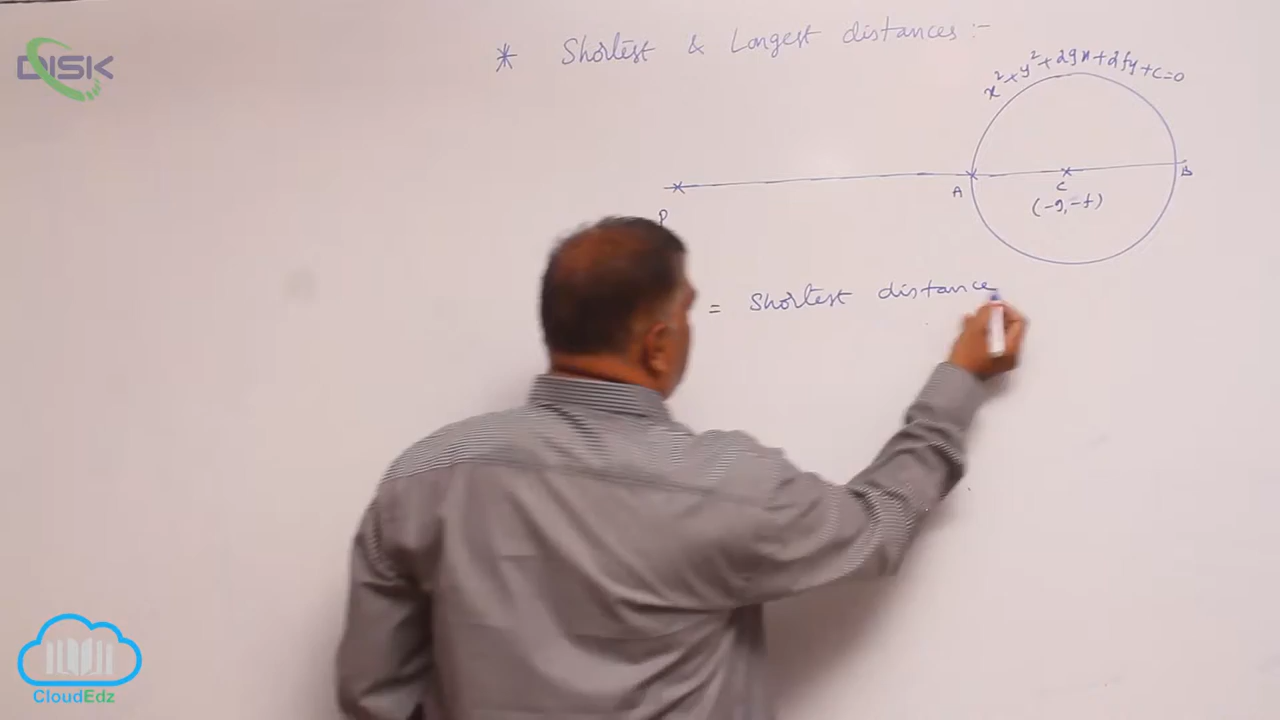 DISK
* Shortest & Longest distances :-
x²+y²+2gx+2fy+c=0
P
A
C
B
(-g, -f)
= Shortest distance
CloudEdz